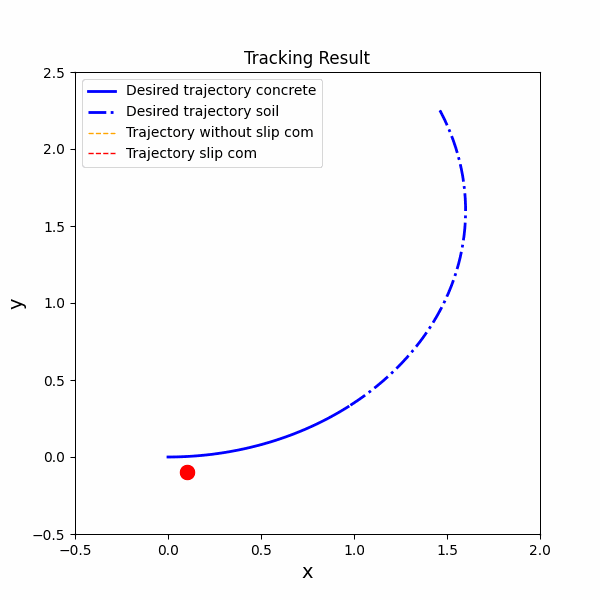 Tracking Result
Desired trajectory concrete
Desired trajectory soil
Trajectory without slip com
Trajectory slip com
2.5
2.0
1.5
1.0
0.5
0.0
−0.5
y
−0.5 0.0 0.5 1.0 1.5 2.0
x